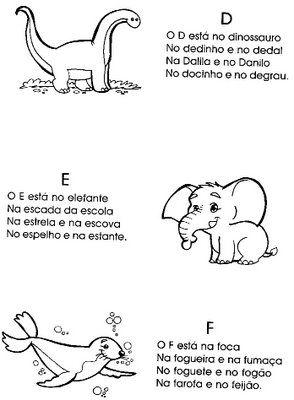 D
O D está no dinossauro
No dedinho e no dedal
Na Dalila e no Danilo
No docinho e no degrau.
E
O E está no elefante
Na escada da escola
Na estrela e na escova
No espelho e na estante.
F
O F está na foca
Na fogueira e na fumaça
No foguete e no fogão
Na farofa e no feijão.